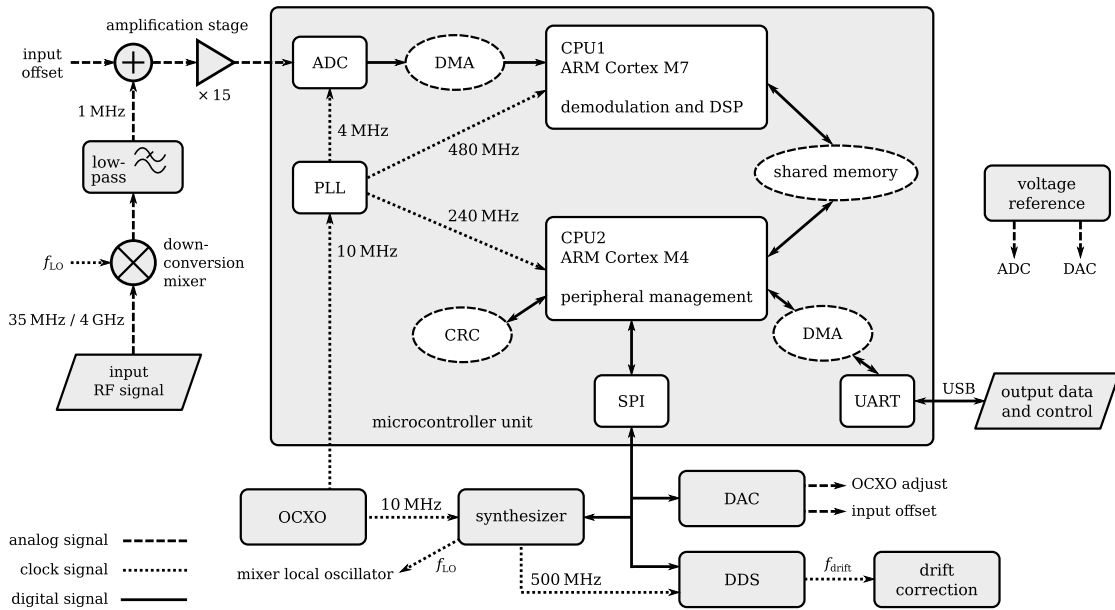 amplification stage
input
offset
× 15
1 MHz
low-
pass
f_LO
down-
conversion
mixer
35 MHz / 4 GHz
input
RF signal
ADC
DMA
CPU1
ARM Cortex M7
demodulation and DSP
4 MHz
480 MHz
PLL
240 MHz
10 MHz
shared memory
CPU2
ARM Cortex M4
peripheral management
CRC
DMA
SPI
UART
microcontroller unit
USB
output data
and control
voltage
reference
ADC
DAC
OCXO
10 MHz
synthesizer
mixer local oscillator
f_LO
500 MHz
DAC
OCXO adjust
input offset
DDS
f_drift
drift
correction
analog signal
clock signal
digital signal